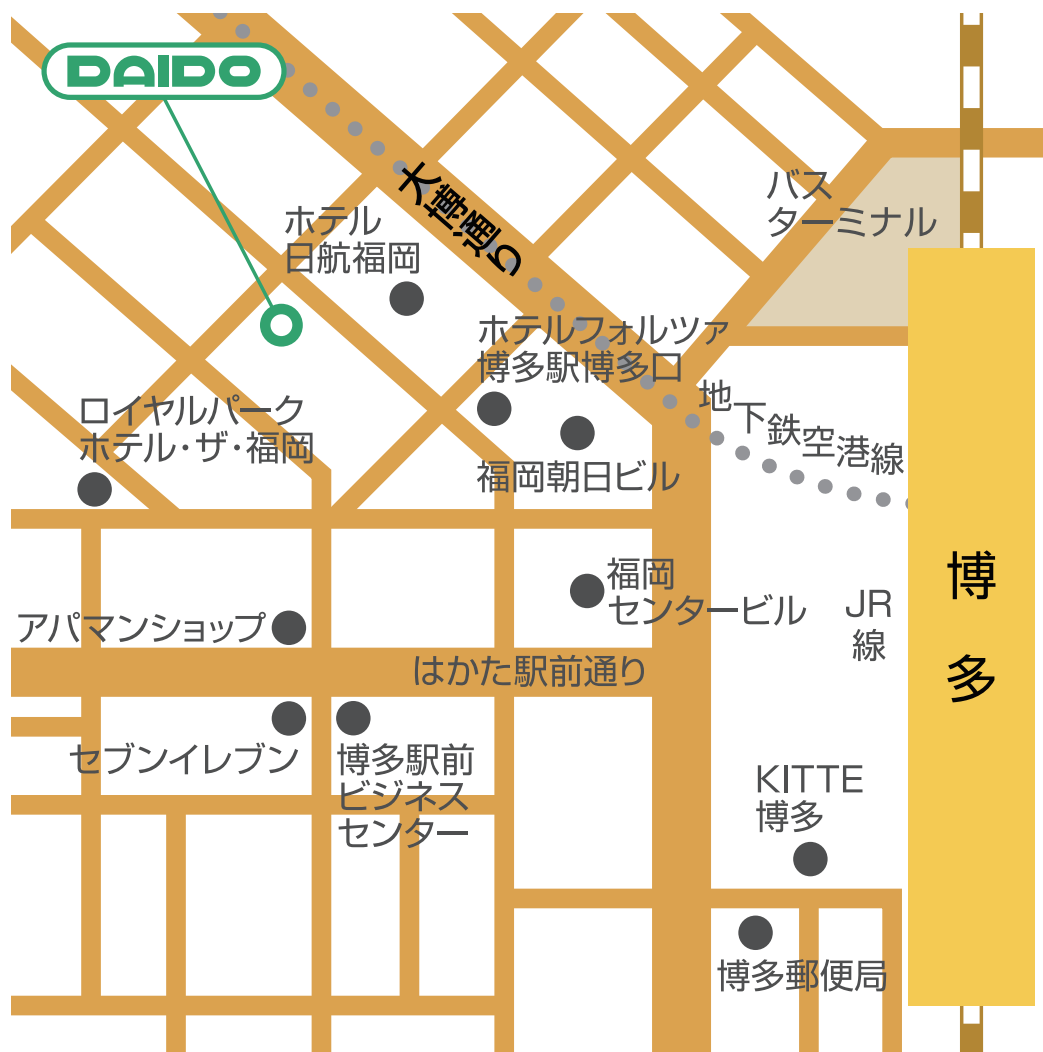 DAIDO
大博通り
バス
ターミナル
ホテル
日航福岡
ホテルフォルツァ
博多駅博多口
地下鉄空港線
ロイヤルパーク
ホテル・ザ・福岡
福岡朝日ビル
福岡
センタービル
JR
線
博多
アパマンショップ
はかた駅前通り
セブンイレブン
博多駅前
ビジネス
センター
KITTE
博多
博多郵便局